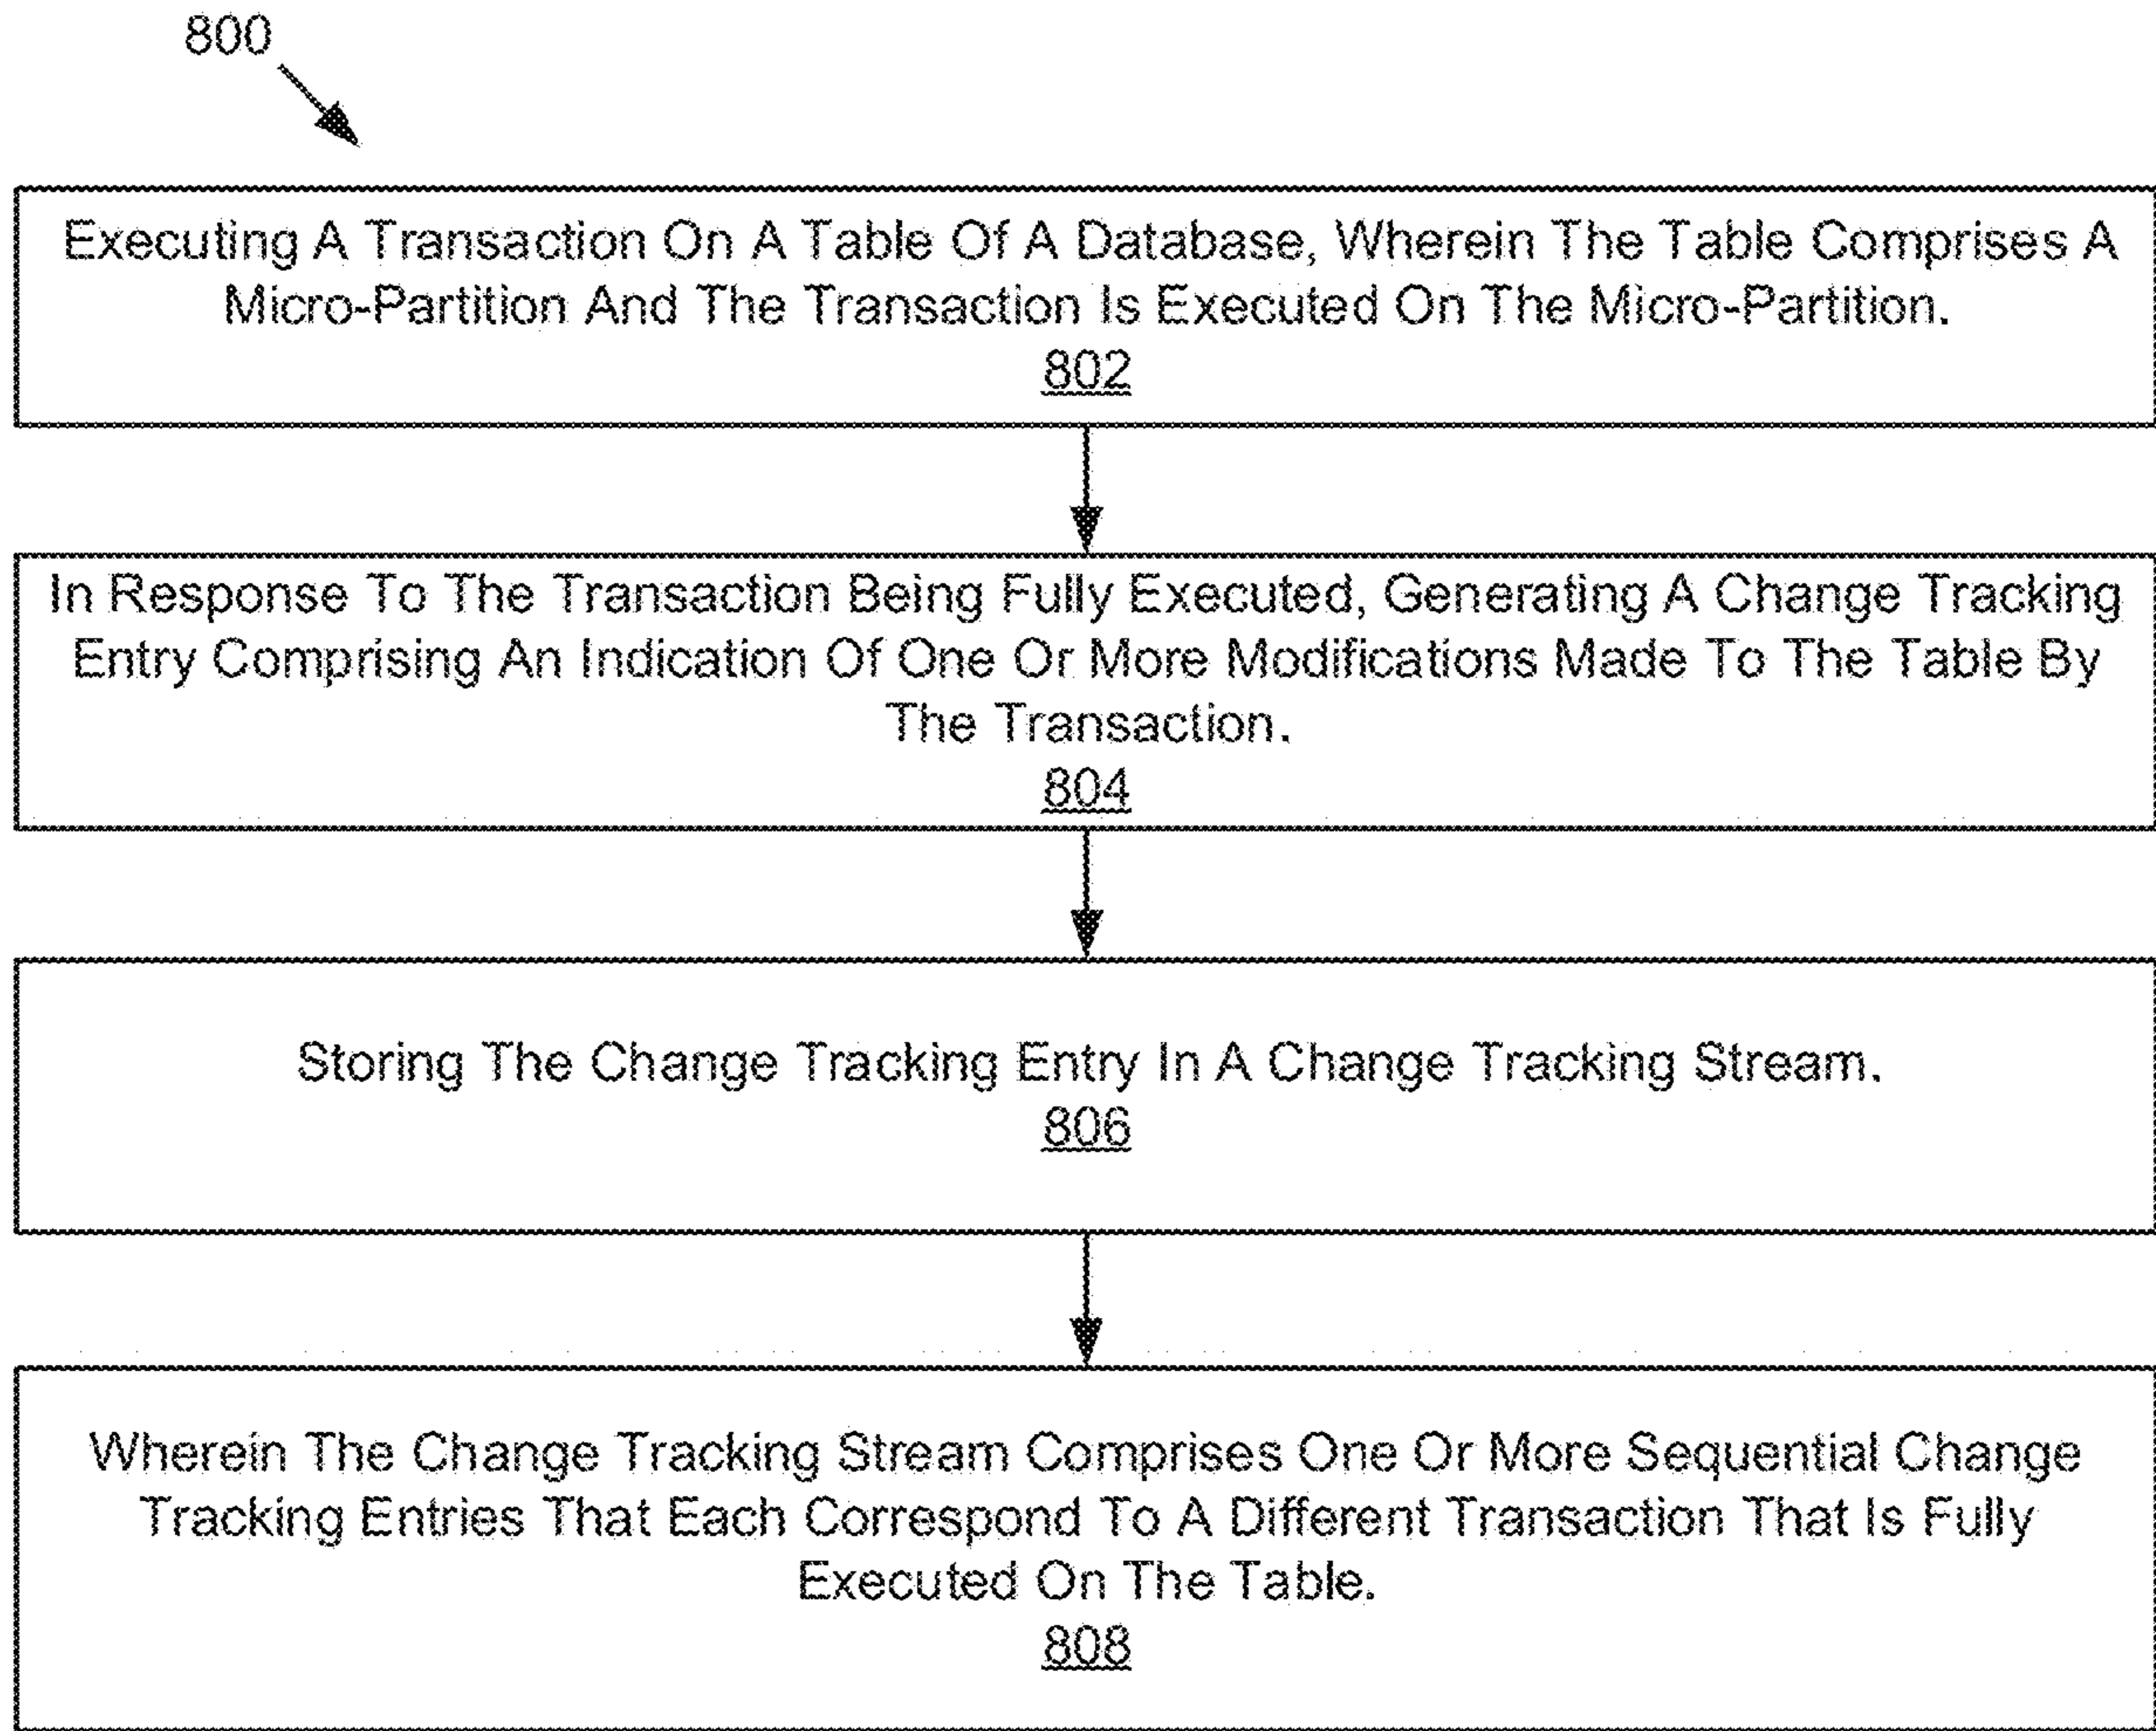 800
Executing A Transaction On A Table Of A Database, Wherein The Table Comprises A
Micro-Partition And The Transaction Is Executed On The Micro-Partition.
802
In Response To The Transaction Being Fully Executed, Generating A Change Tracking
Entry Comprising An Indication Of One Or More Modifications Made To The Table By
The Transaction.
804
Storing The Change Tracking Entry In A Change Tracking Stream.
806
Wherein The Change Tracking Stream Comprises One Or More Sequential Change
Tracking Entries That Each Correspond To A Different Transaction That Is Fully
Executed On The Table.
808